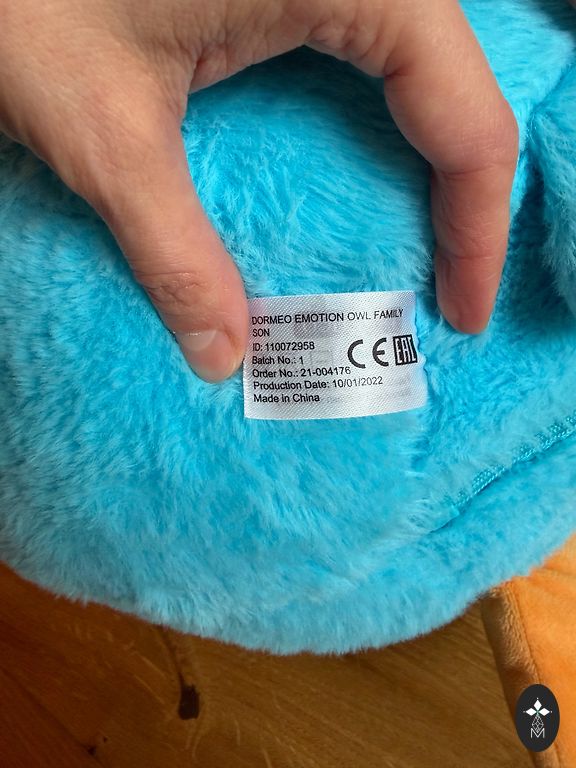 DORMEO EMOTION OWL FAMILY
SON
ID: 110072958
Batch No.: 1
Order No.: 21-004176
Production Date: 10/01/2022
Made in China
CE EAC
M